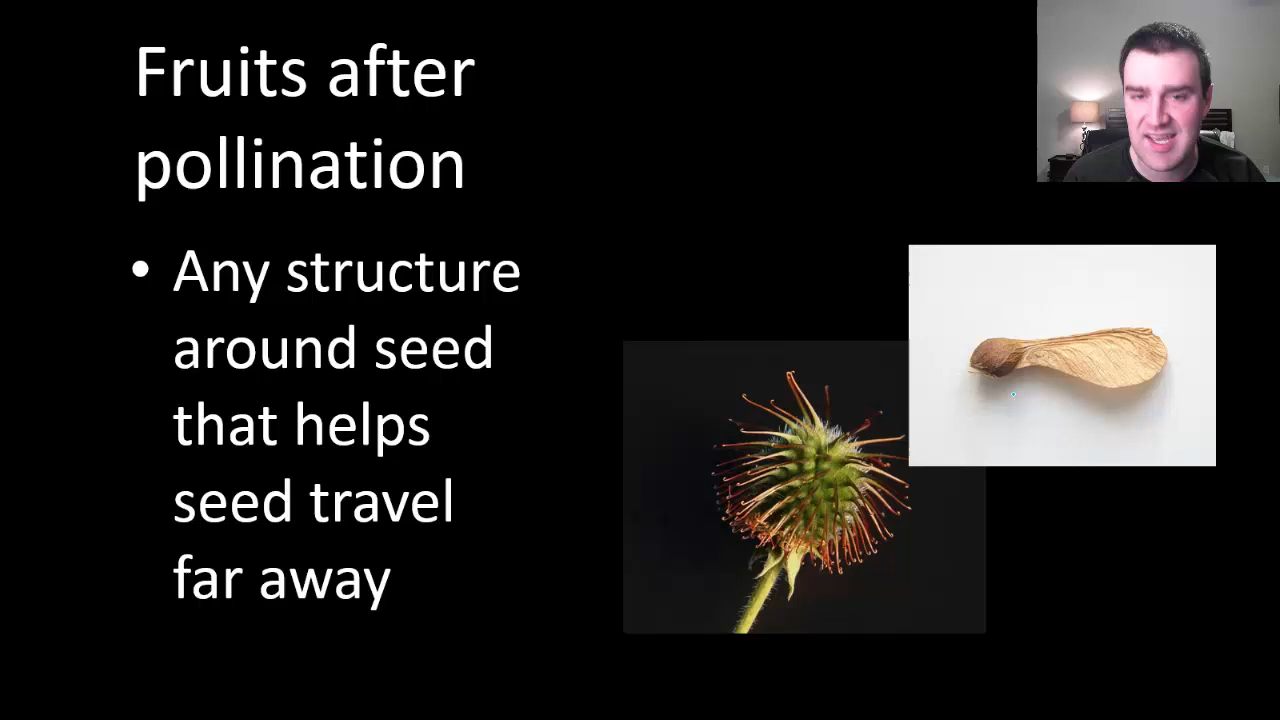 Fruits after
pollination
• Any structure
around seed
that helps
seed travel
far away